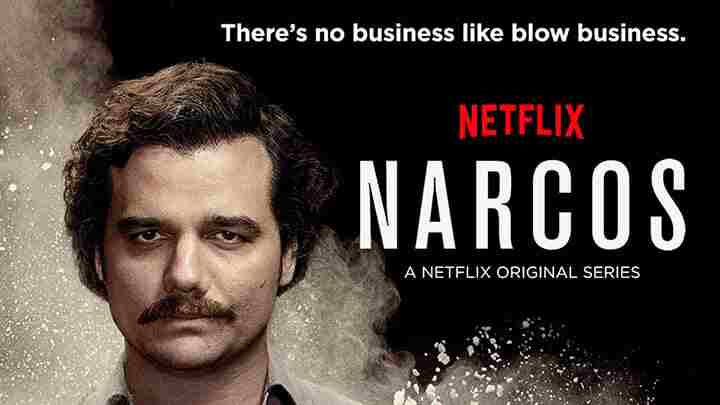 There's no business like blow business.
NETFLIX
NARCOS
A NETFLIX ORIGINAL SERIES